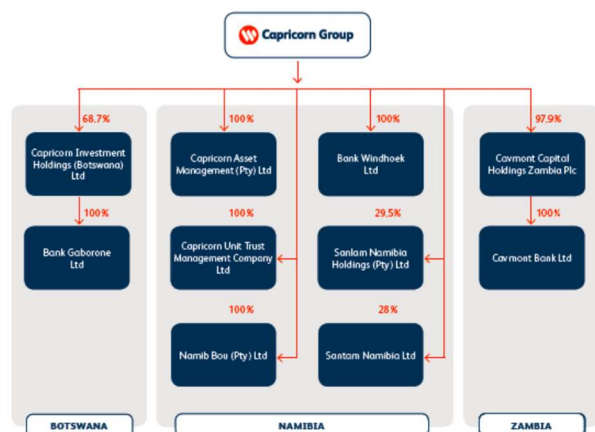 Capricorn Group
68.7%
100%
100%
97.9%
Capricorn Investment
Holdings (Botswana)
Ltd
Capricorn Asset
Management (Pty) Ltd
Bank Windhoek
Ltd
Cavmont Capital
Holdings Zambia Plc
100%
100%
29.5%
100%
Bank Gaborone
Ltd
Capricorn Unit Trust
Management Company
Ltd
Sanlam Namibia
Holdings (Pty) Ltd
Cavmont Bank Ltd
100%
28%
Namib Bou (Pty) Ltd
Santam Namibia Ltd
BOTSWANA
NAMIBIA
ZAMBIA